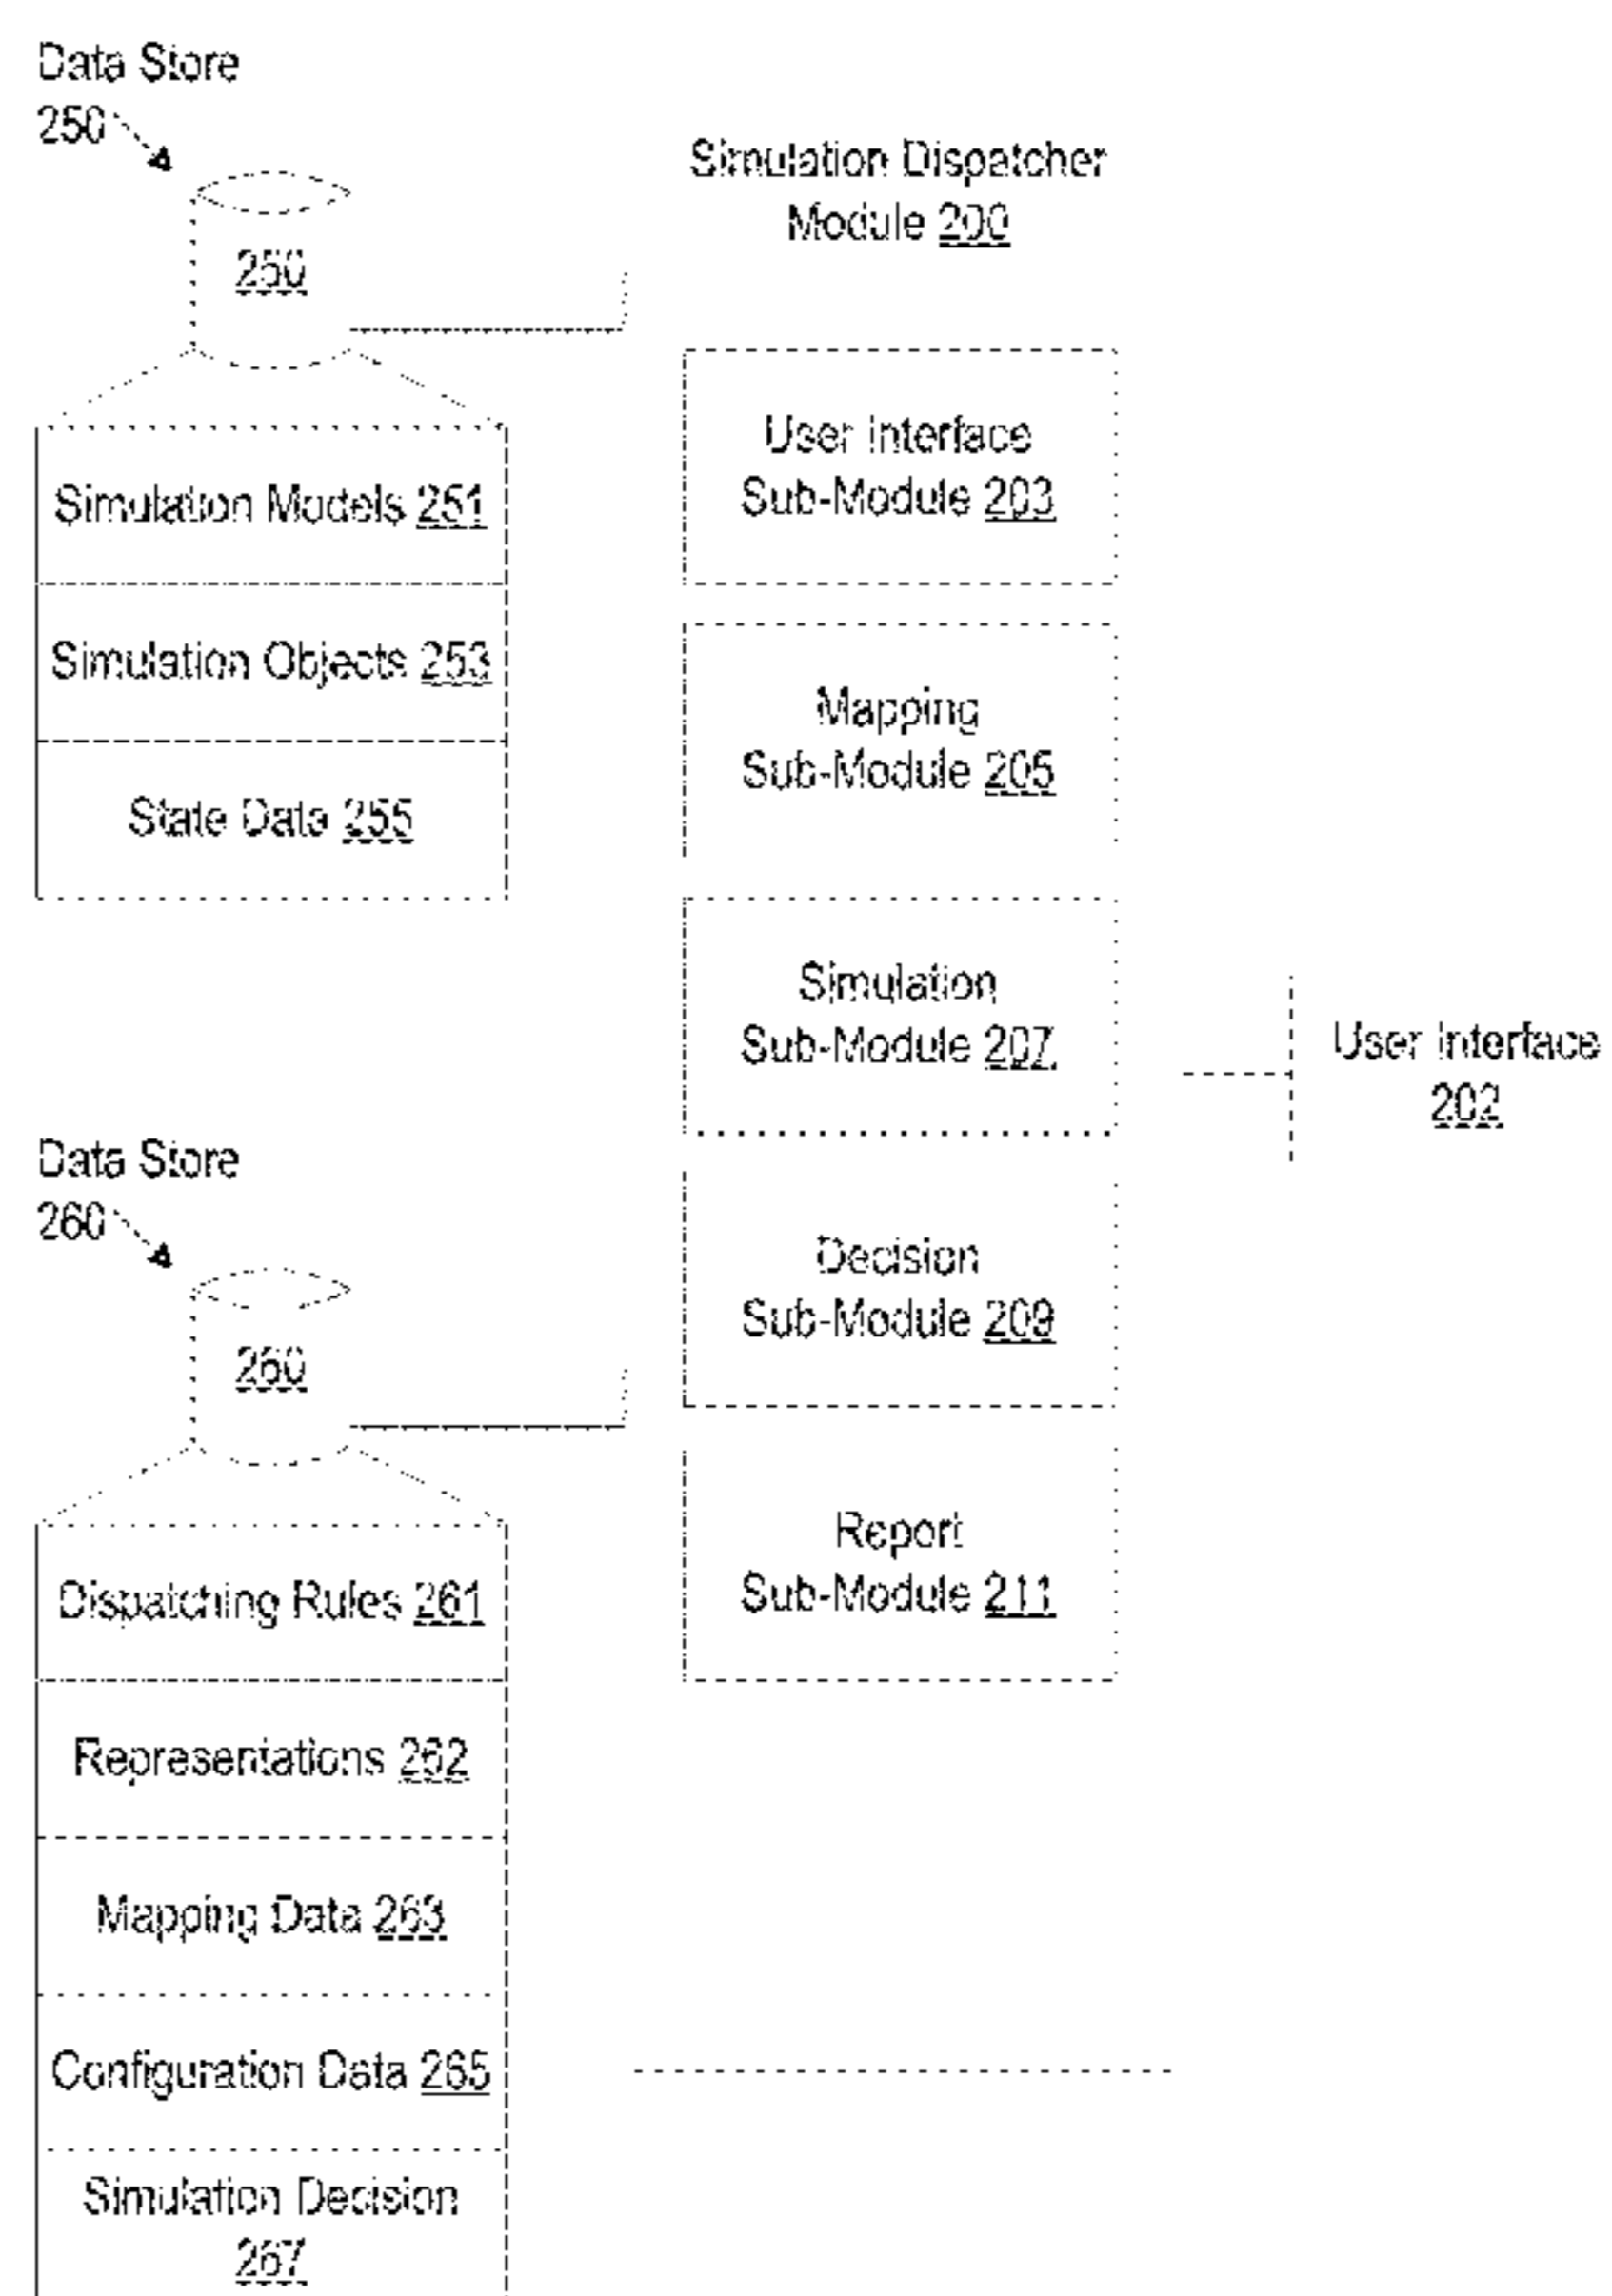 Data Store
250
250
Simulation Models 251
Simulation Objects 253
State Data 255
Simulation Dispatcher
Module 200
User Interface
Sub-Module 203
Mapping
Sub-Module 205
Simulation
Sub-Module 207
Decision
Sub-Module 209
Report
Sub-Module 211
User Interface
202
Data Store
260
260
Dispatching Rules 261
Representations 262
Mapping Data 263
Configuration Data 265
Simulation Decision
267